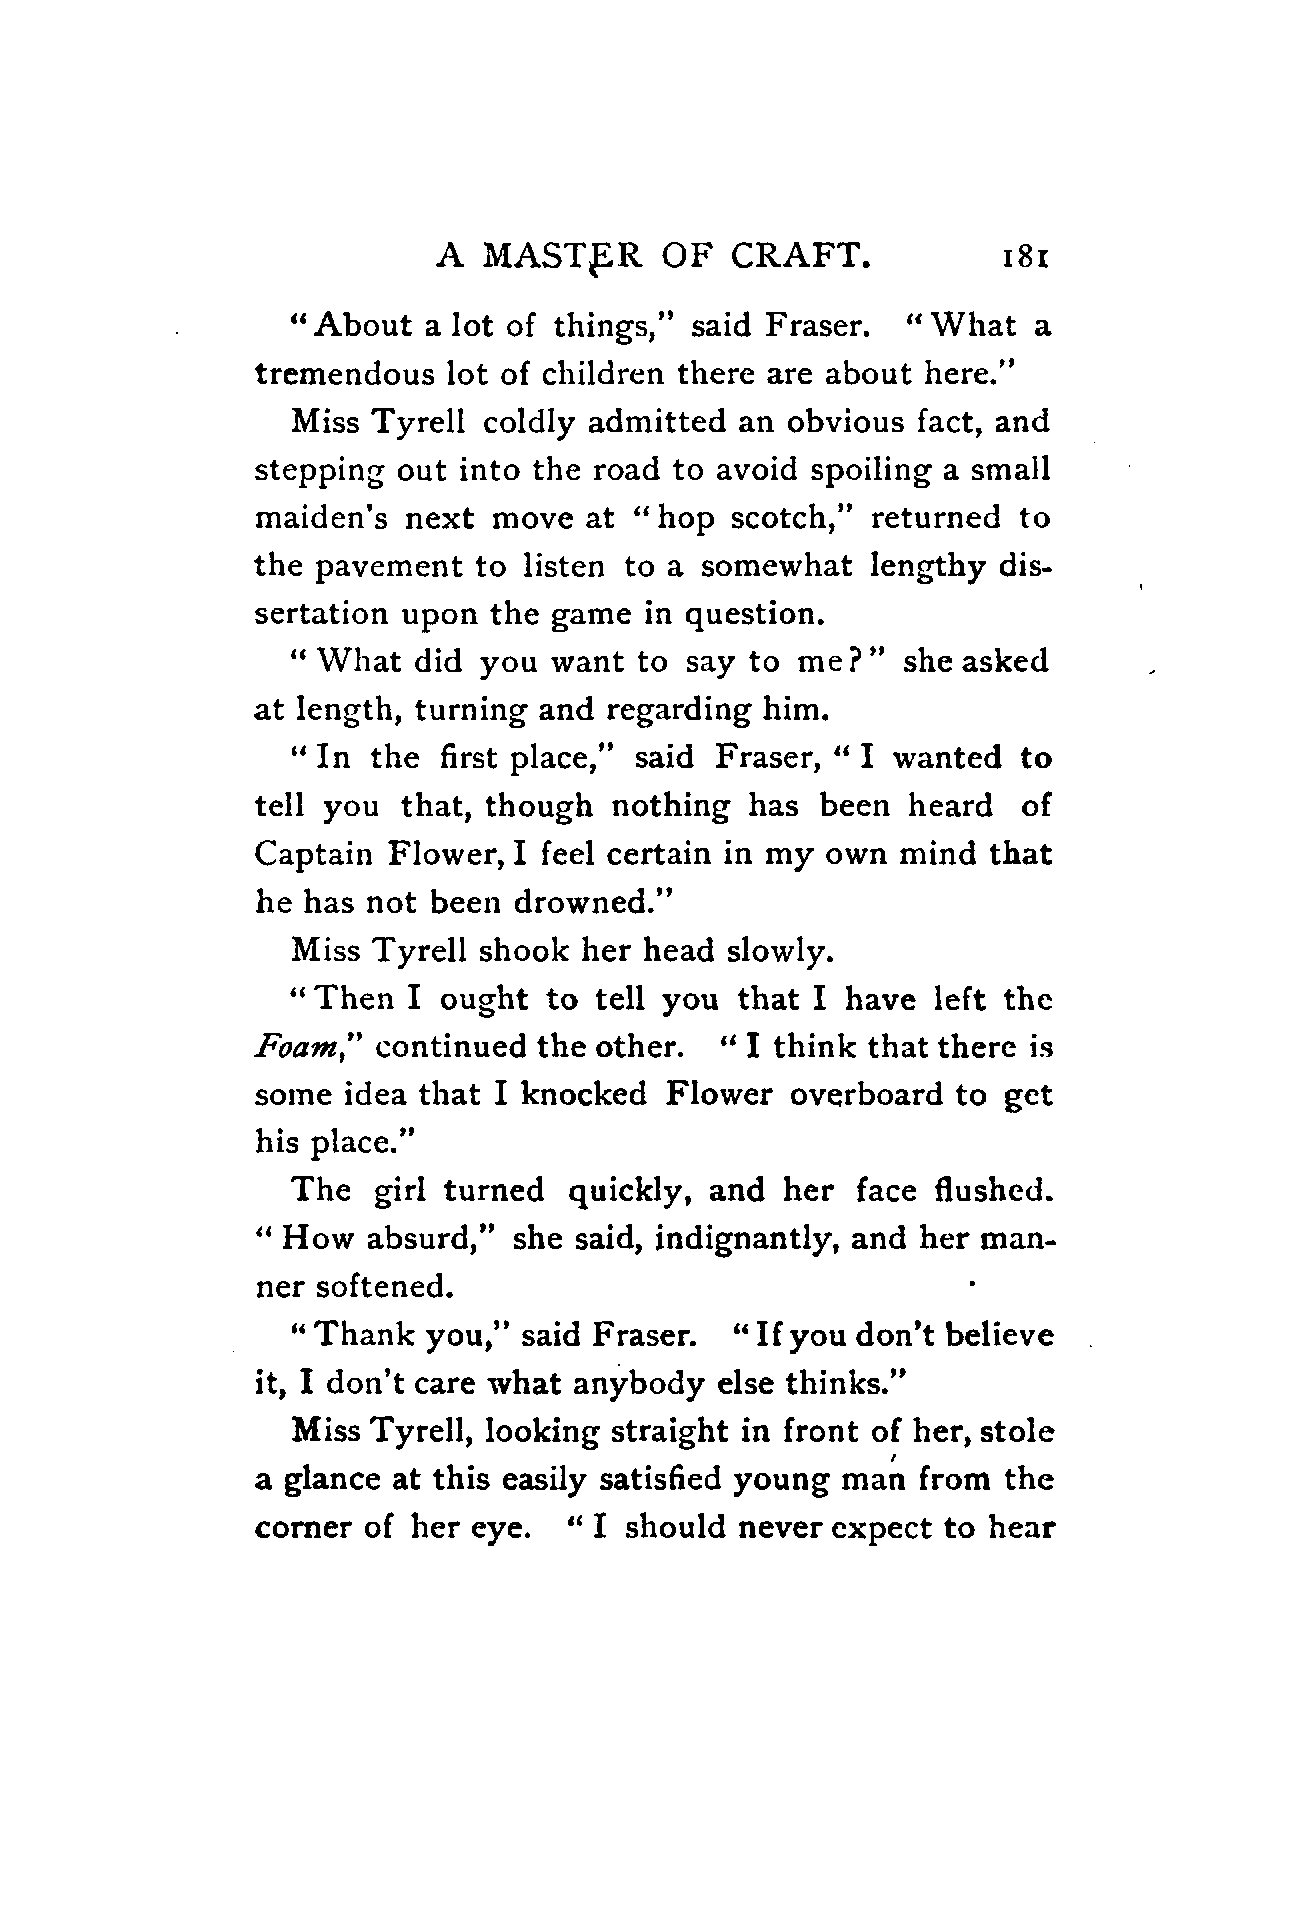 A MASTER OF CRAFT. 181
"About a lot of things," said Fraser. "What a
tremendous lot of children there are about here."
Miss Tyrell coldly admitted an obvious fact, and
stepping out into the road to avoid spoiling a small
maiden's next move at "hop scotch," returned to
the pavement to listen to a somewhat lengthy dis-
sertation upon the game in question.
"What did you want to say to me?" she asked
at length, turning and regarding him.
"In the first place," said Fraser, "I wanted to
tell you that, though nothing has been heard of
Captain Flower, I feel certain in my own mind that
he has not been drowned."
Miss Tyrell shook her head slowly.
"Then I ought to tell you that I have left the
Foam," continued the other. "I think that there is
some idea that I knocked Flower overboard to get
his place."
The girl turned quickly, and her face flushed.
"How absurd," she said, indignantly, and her man-
ner softened.
"Thank you," said Fraser. "If you don't believe
it, I don't care what anybody else thinks."
Miss Tyrell, looking straight in front of her, stole
a glance at this easily satisfied young man from the
corner of her eye. "I should never expect to hear